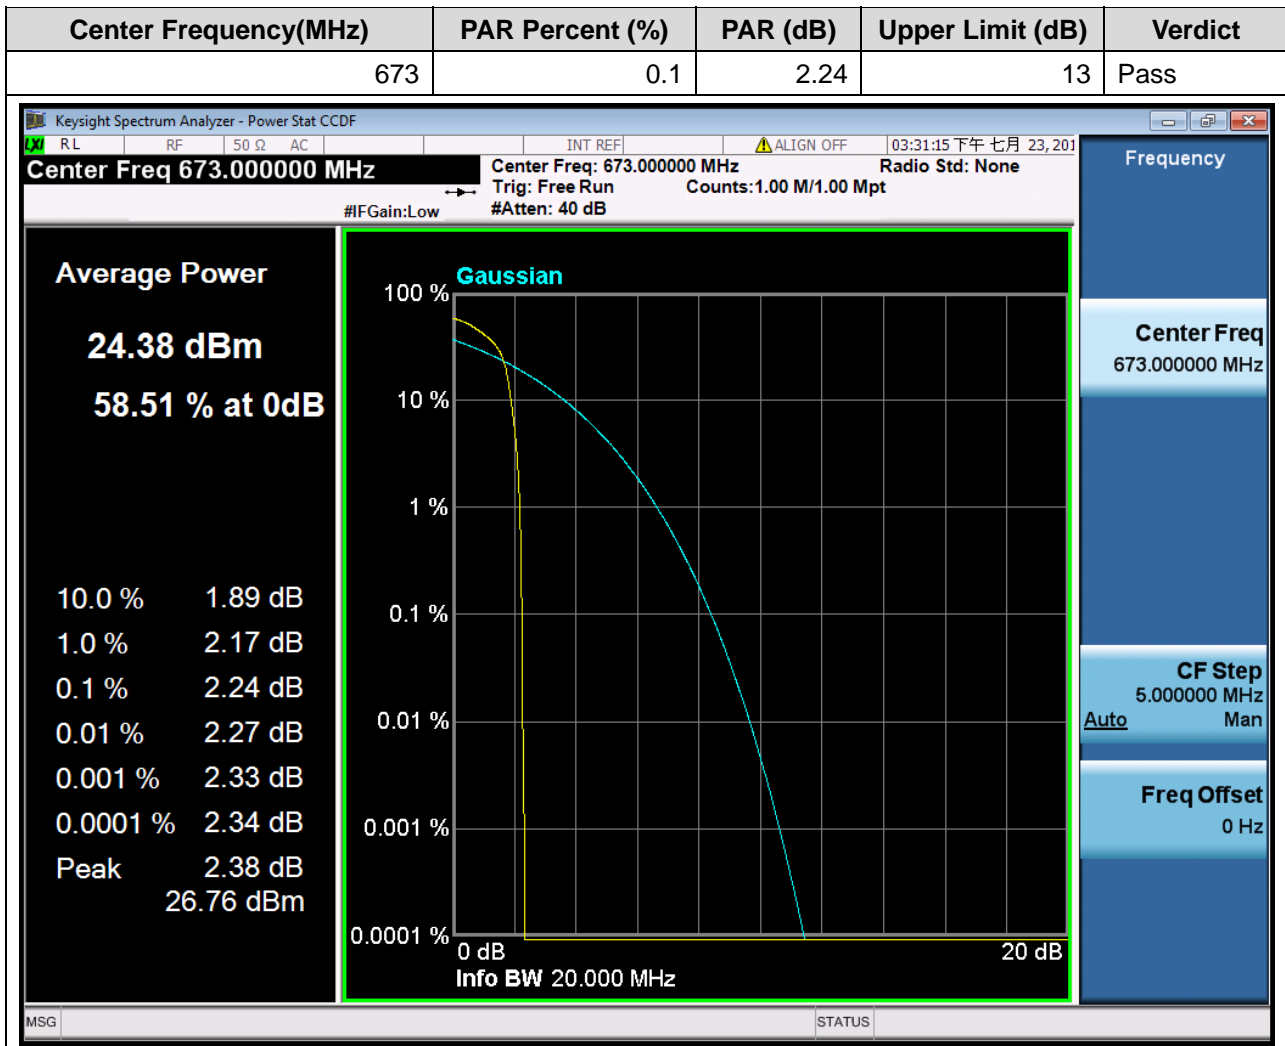 Center Frequency(MHz) PAR Percent (%) PAR (dB) Upper Limit (dB) Verdict
673 0.1 2.24 13 Pass
Keysight Spectrum Analyzer - Power Stat CCDF
LXI RL RF 50 Ω AC INT REF ALIGN OFF 03:31:15 下午 七月 23, 201
Center Freq 673.000000 MHz
Center Freq: 673.000000 MHz Radio Std: None
Trig: Free Run Counts:1.00 M/1.00 Mpt
#IFGain:Low #Atten: 40 dB
Average Power
24.38 dBm
58.51 % at 0dB
10.0 % 1.89 dB
1.0 % 2.17 dB
0.1 % 2.24 dB
0.01 % 2.27 dB
0.001 % 2.33 dB
0.0001 % 2.34 dB
Peak 2.38 dB
26.76 dBm
Gaussian
100 %
10 %
1 %
0.1 %
0.01 %
0.001 %
0.0001 %
0 dB 20 dB
Info BW 20.000 MHz
Frequency
Center Freq
673.000000 MHz
CF Step
5.000000 MHz
Auto Man
Freq Offset
0 Hz
MSG STATUS